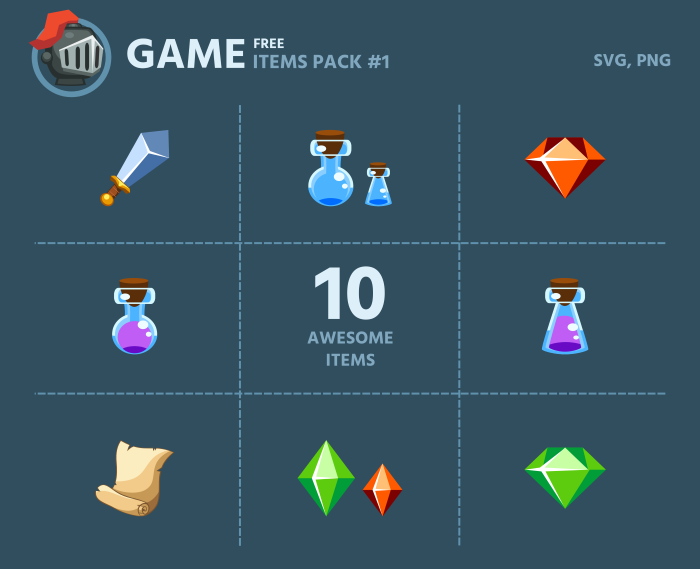 GAME
FREE
ITEMS PACK #1
SVG, PNG
10
AWESOME
ITEMS